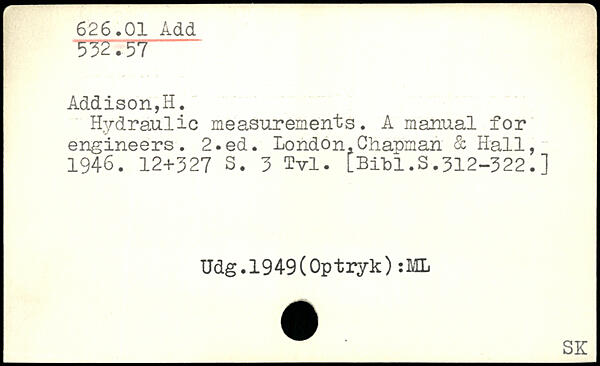 626.01 Add
532.57
Addison,H.
Hydraulic measurements. A manual for
engineers. 2.ed. London,Chapman & Hall,
1946. 12+327 S. 3 Tvl. [Bibl.S.312-322.]
Udg.1949(Optryk):ML
SK